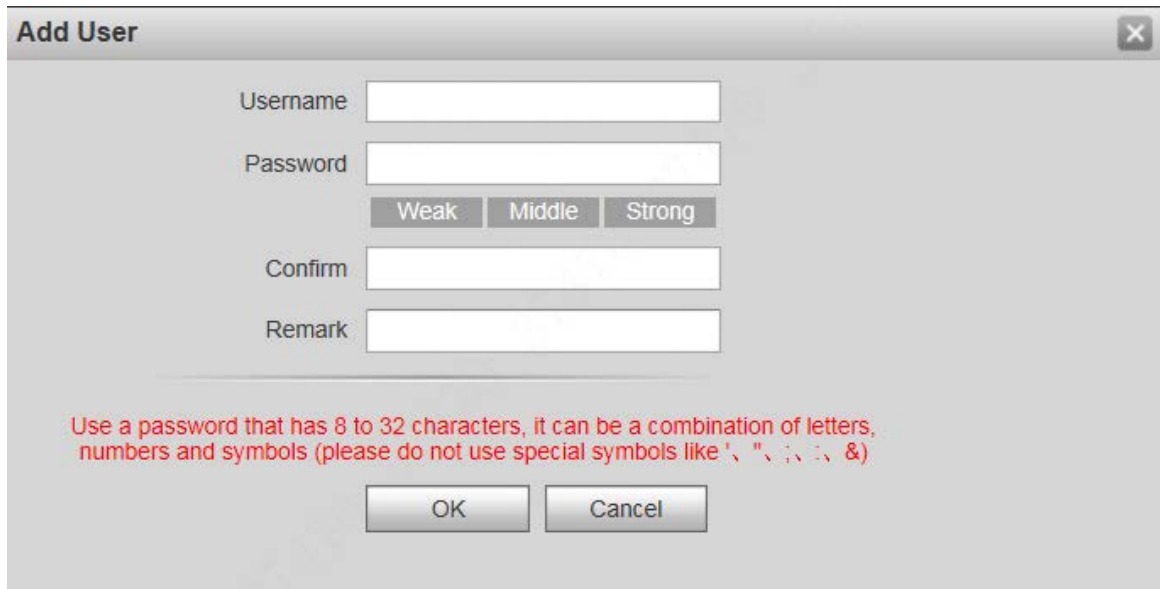 Add User
Username
Password
Weak Middle Strong
Confirm
Remark
Use a password that has 8 to 32 characters, it can be a combination of letters,
numbers and symbols (please do not use special symbols like '、"、;、:、&)
OK Cancel